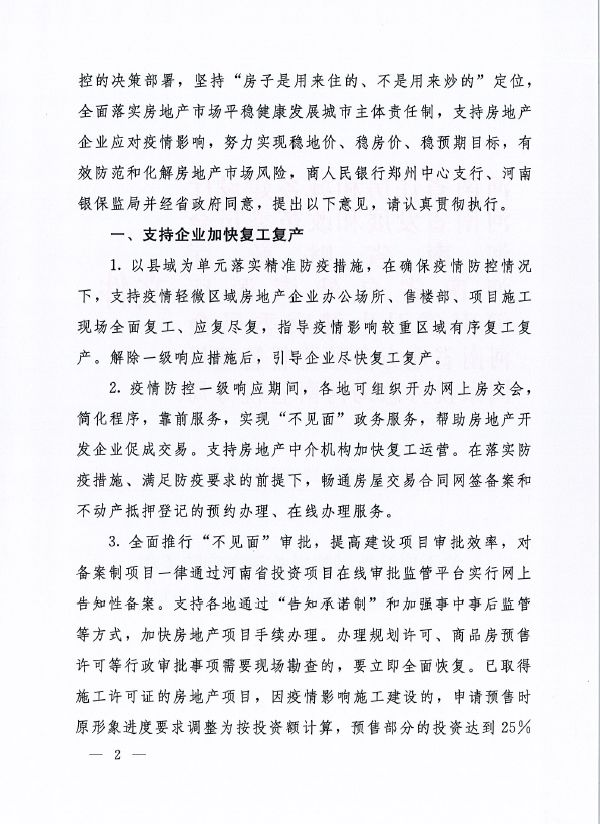 控的决策部署，坚持“房子是用来住的、不是用来炒的”定位，
全面落实房地产市场平稳健康发展城市主体责任制，支持房地产
企业应对疫情影响，努力实现稳地价、稳房价、稳预期目标，有
效防范和化解房地产市场风险，商人民银行郑州中心支行、河南
银保监局并经省政府同意，提出以下意见，请认真贯彻执行。
一、支持企业加快复工复产
1. 以县域为单元落实精准防疫措施，在确保疫情防控情况
下，支持疫情轻微区域房地产企业办公场所、售楼部、项目施工
现场全面复工、应复尽复，指导疫情影响较重区域有序复工复
产。解除一级响应措施后，引导企业尽快复工复产。
2. 疫情防控一级响应期间，各地可组织开办网上房交会，
简化程序，靠前服务，实现“不见面”政务服务，帮助房地产开
发企业促成交易。支持房地产中介机构加快复工运营。在落实防
疫措施、满足防疫要求的前提下，畅通房屋交易合同网签备案和
不动产抵押登记的预约办理、在线办理服务。
3. 全面推行“不见面”审批，提高建设项目审批效率，对
备案制项目一律通过河南省投资项目在线审批监管平台实行网上
告知性备案。支持各地通过“告知承诺制”和加强事中事后监管
等方式，加快房地产项目手续办理。办理规划许可、商品房预售
许可等行政审批事项需要现场勘查的，要立即全面恢复。已取得
施工许可证的房地产项目，因疫情影响施工建设的，申请预售时
原形象进度要求调整为按投资额计算，预售部分的投资达到25%
— 2 —